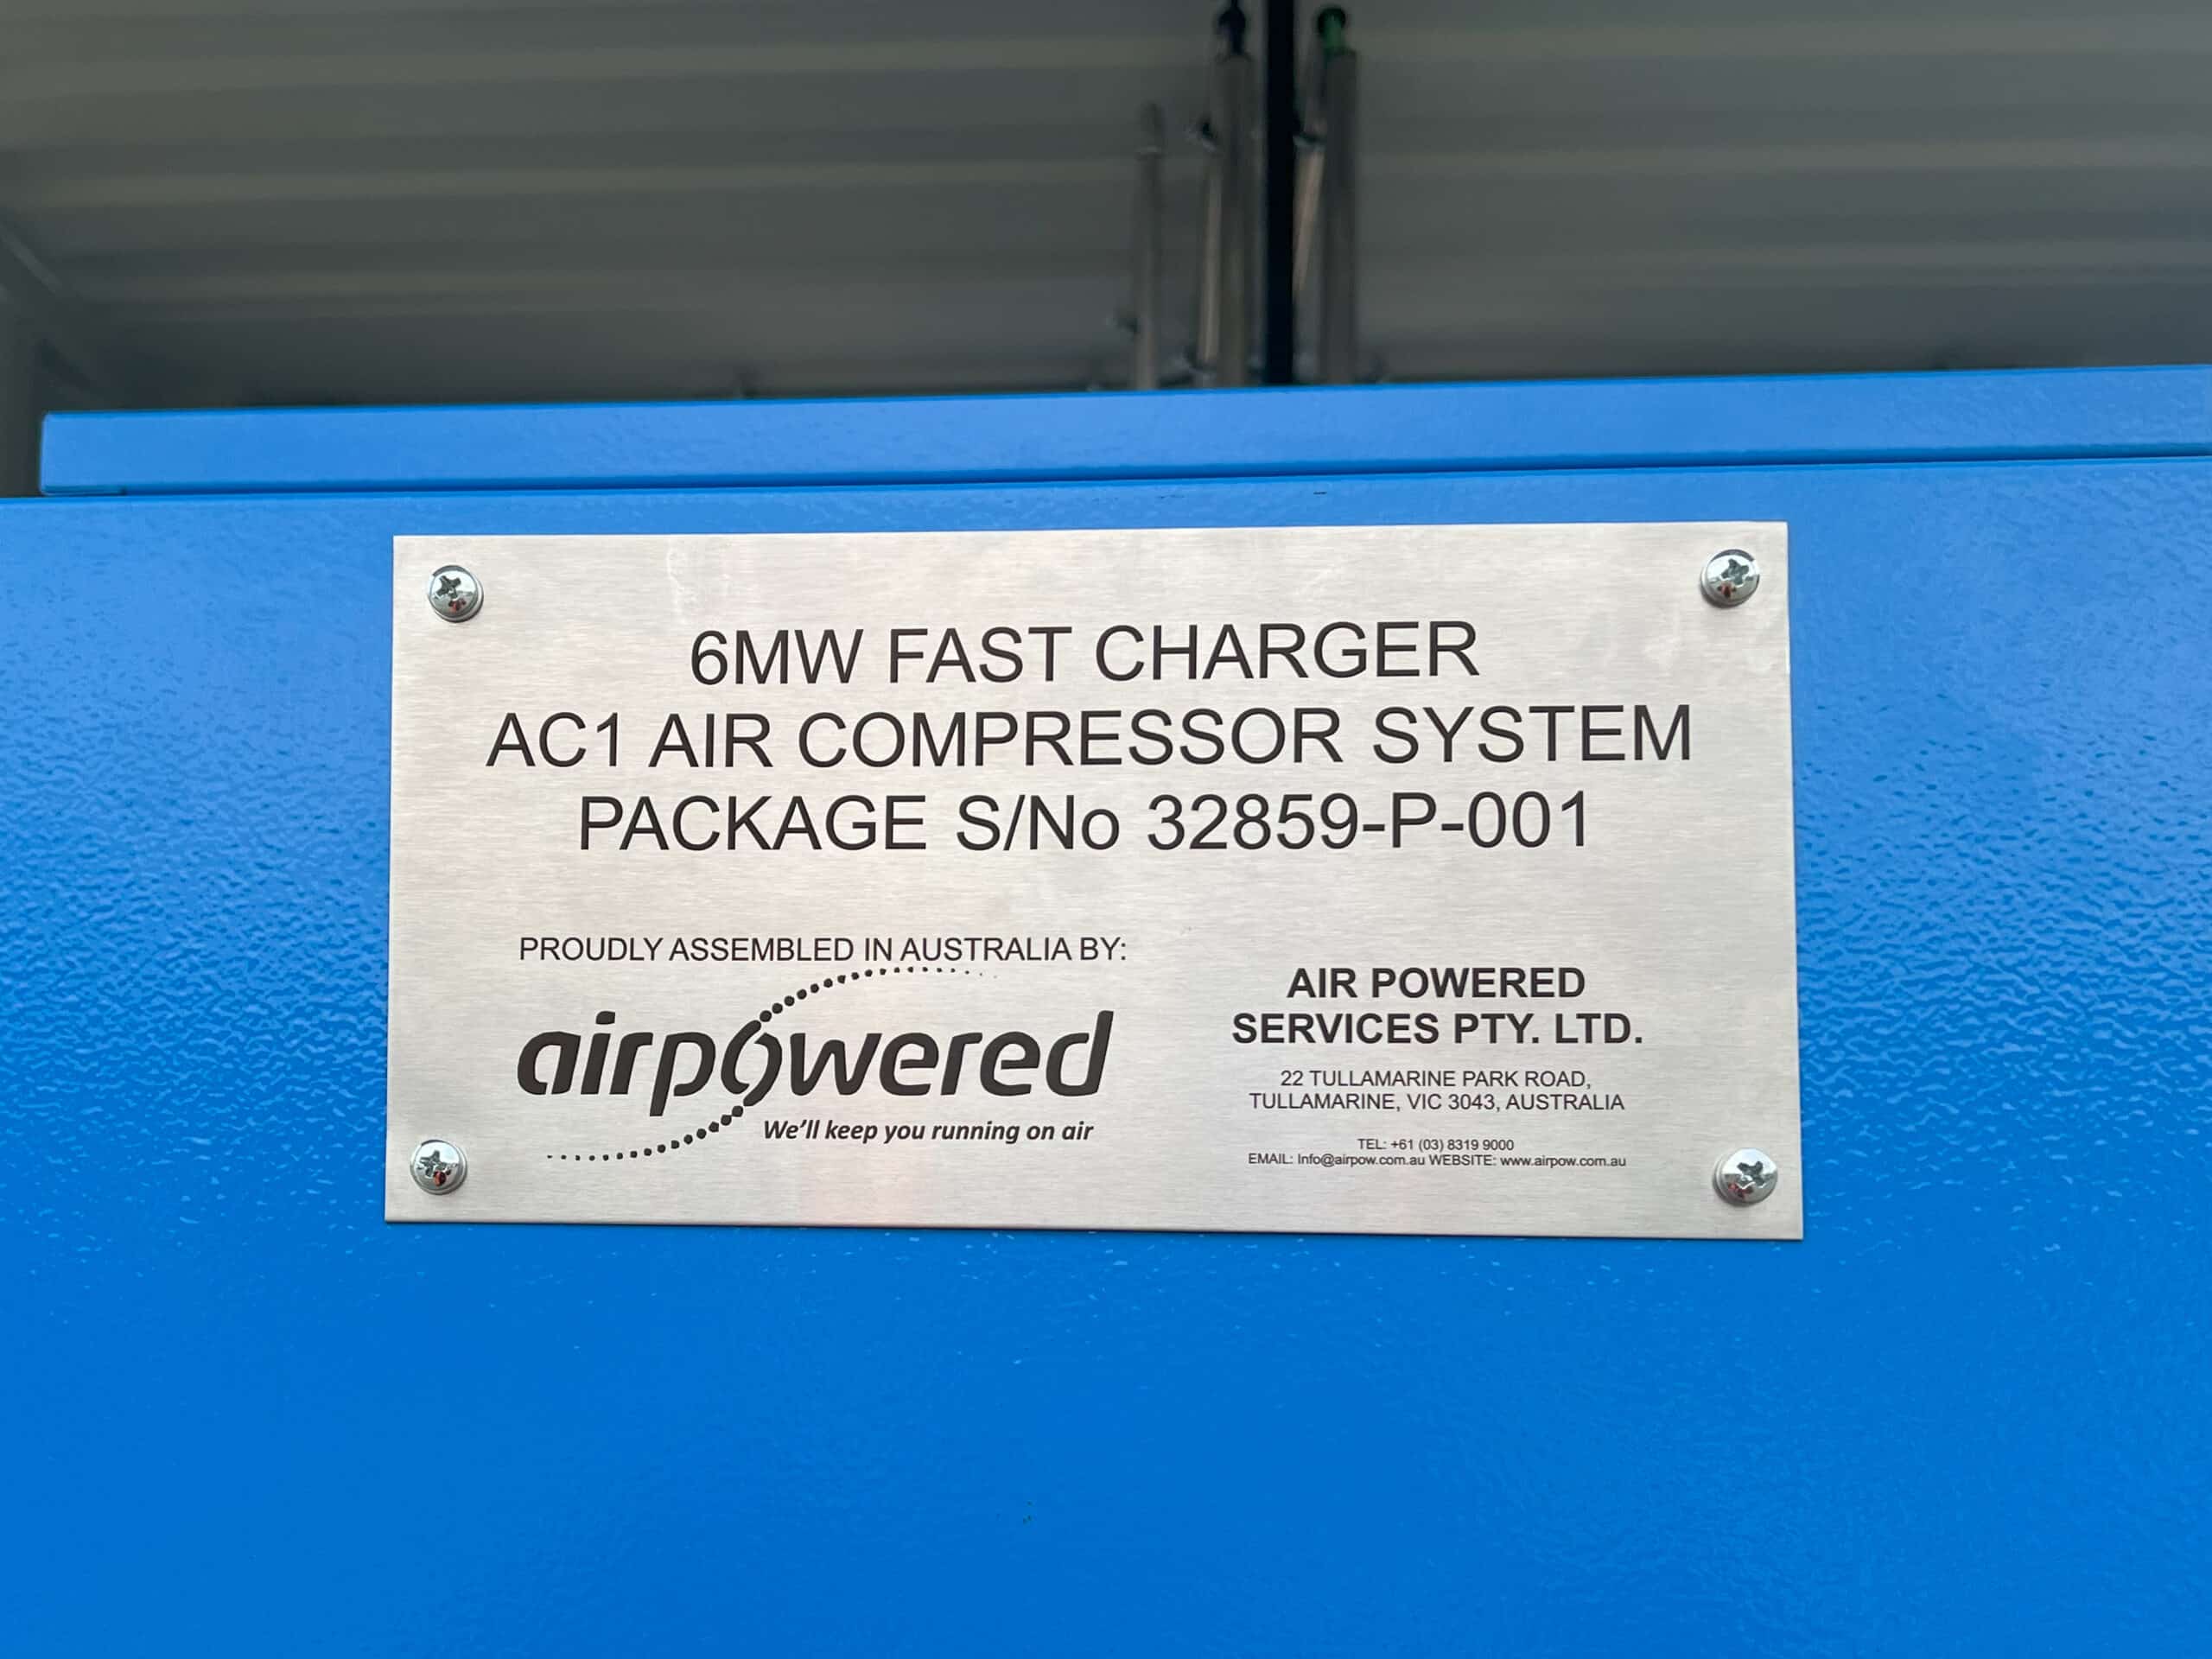 6MW FAST CHARGER
AC1 AIR COMPRESSOR SYSTEM
PACKAGE S/No 32859-P-001
PROUDLY ASSEMBLED IN AUSTRALIA BY:
airpowered
We'll keep you running on air
AIR POWERED
SERVICES PTY. LTD.
22 TULLAMARINE PARK ROAD,
TULLAMARINE, VIC 3043, AUSTRALIA
TEL: +61 (03) 8319 9000
EMAIL: Info@airpow.com.au WEBSITE: www.airpow.com.au